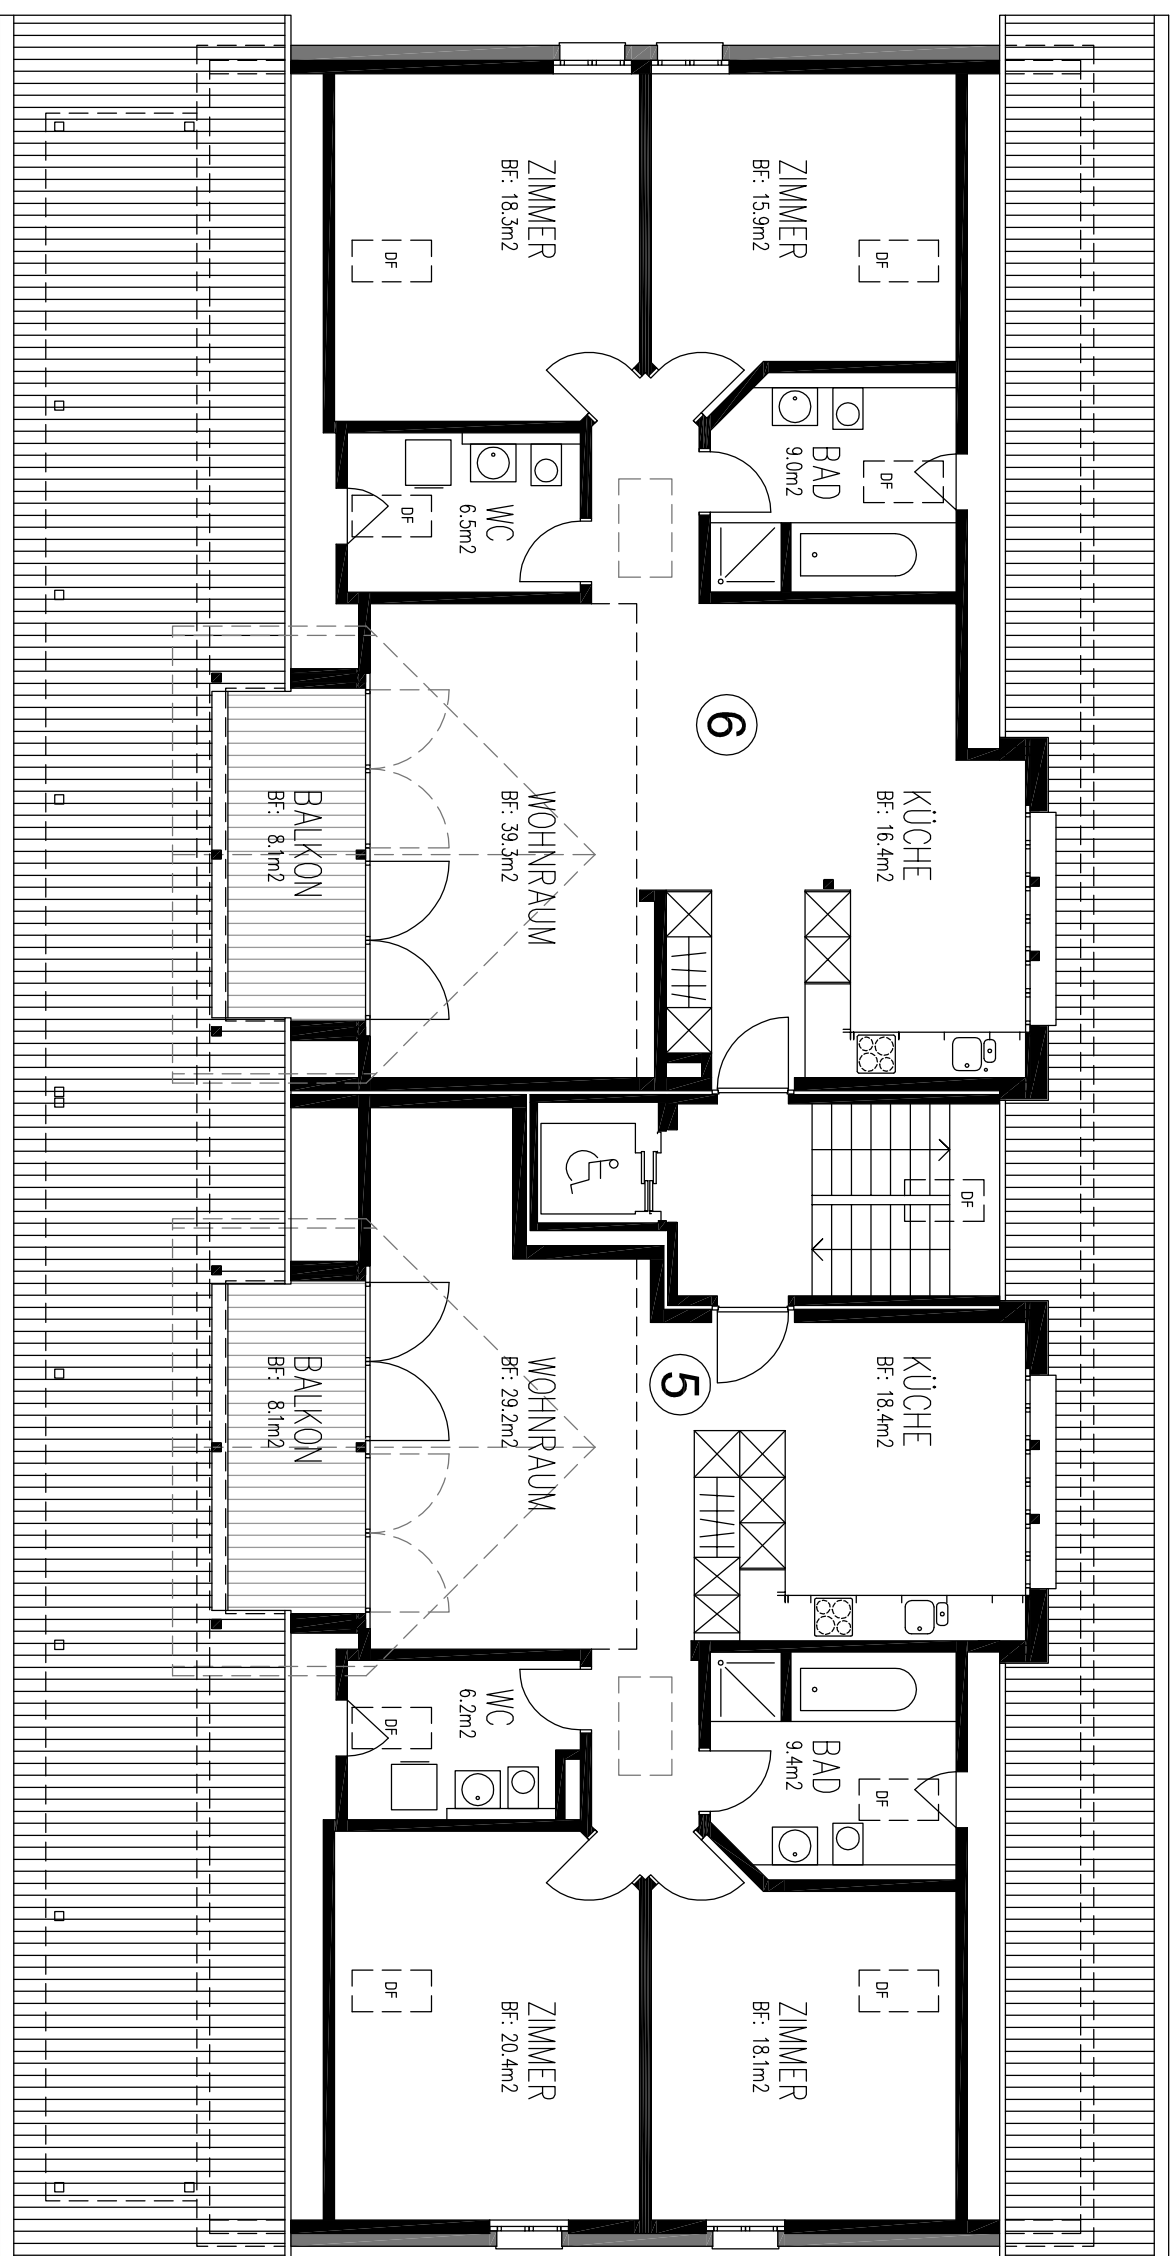 ZIMMER
BF: 15.9m2
DF
ZIMMER
BF: 18.3m2
DF
BAD
9.0m2
DF
WC
6.5m2
DF
6
KÜCHE
BF: 16.4m2
WOHNRAUM
BF: 39.3m2
BALKON
BF: 8.1m2
DF
5
KÜCHE
BF: 18.4m2
WOHNRAUM
BF: 29.2m2
BALKON
BF: 8.1m2
BAD
9.4m2
DF
WC
6.2m2
DF
ZIMMER
BF: 18.1m2
DF
ZIMMER
BF: 20.4m2
DF